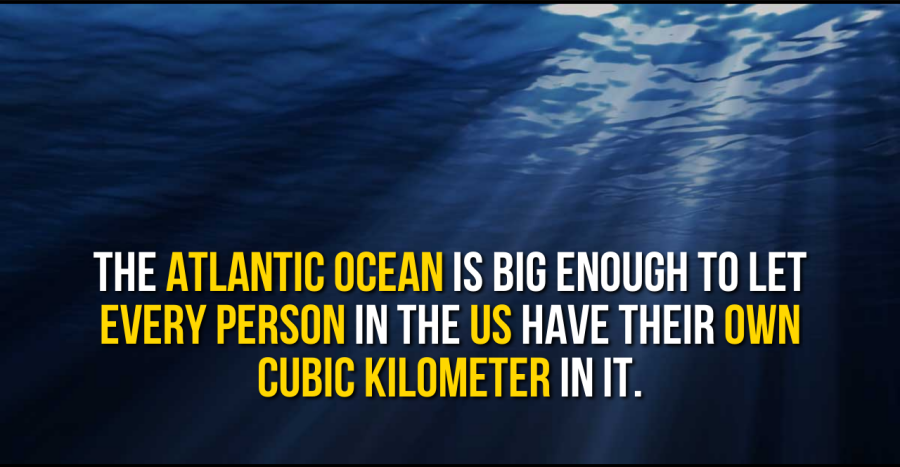 THE ATLANTIC OCEAN IS BIG ENOUGH TO LET
EVERY PERSON IN THE US HAVE THEIR OWN
CUBIC KILOMETER IN IT.